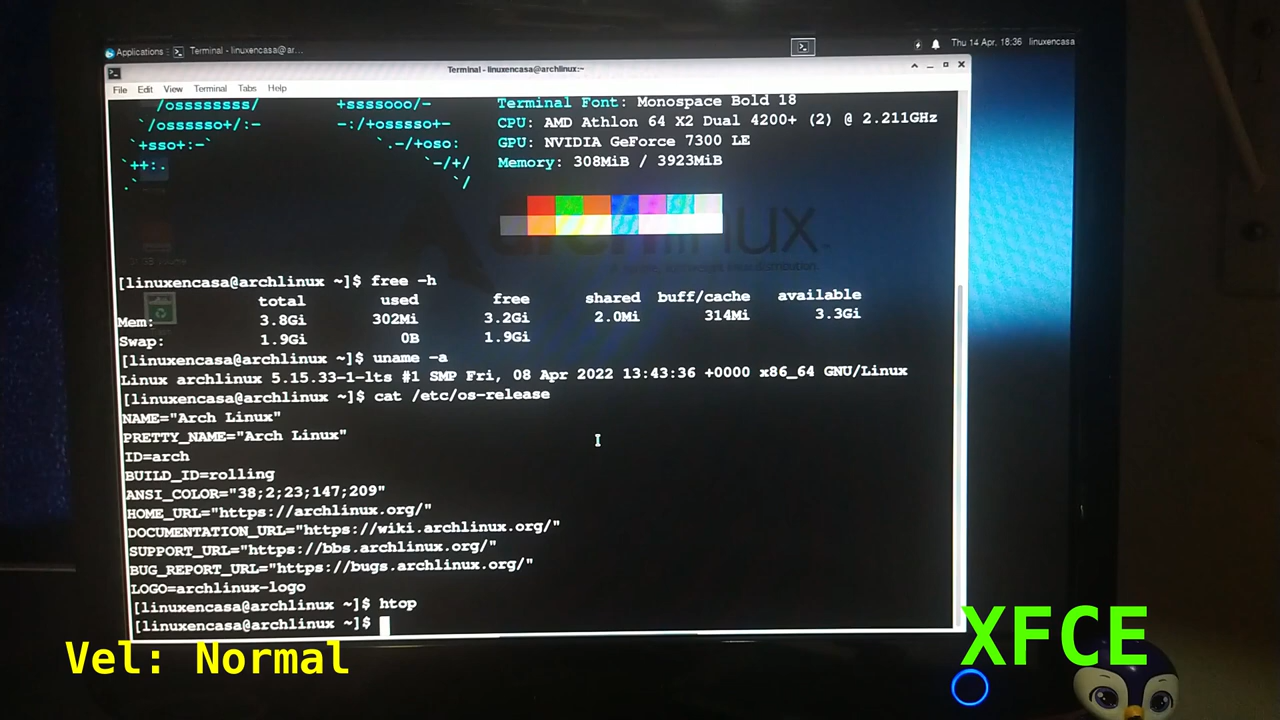 Applications
Terminal - linuxencasa@ar...
Thu 14 Apr, 18:36 linuxencasa
Terminal - linuxencasa@archlinux:~
File Edit View Terminal Tabs Help
/ossssssss/ +ssssooo/- Terminal Font: Monospace Bold 18
`/ossssso+/:- -:/+osssso+- CPU: AMD Athlon 64 X2 Dual 4200+ (2) @ 2.211GHz
`+sso+:-` `.-/+oso: GPU: NVIDIA GeForce 7300 LE
`++:. `-/+/ Memory: 308MiB / 3923MiB
.` `/
archlinux
[linuxencasa@archlinux ~]$ free -h
total used free shared buff/cache available
Mem: 3.8Gi 302Mi 3.2Gi 2.0Mi 314Mi 3.3Gi
Swap: 1.9Gi 0B 1.9Gi
[linuxencasa@archlinux ~]$ uname -a
Linux archlinux 5.15.33-1-lts #1 SMP Fri, 08 Apr 2022 13:43:36 +0000 x86_64 GNU/Linux
[linuxencasa@archlinux ~]$ cat /etc/os-release
NAME="Arch Linux"
PRETTY_NAME="Arch Linux"
ID=arch
BUILD_ID=rolling
ANSI_COLOR="38;2;23;147;209"
HOME_URL="https://archlinux.org/"
DOCUMENTATION_URL="https://wiki.archlinux.org/"
SUPPORT_URL="https://bbs.archlinux.org/"
BUG_REPORT_URL="https://bugs.archlinux.org/"
LOGO=archlinux-logo
[linuxencasa@archlinux ~]$ htop
[linuxencasa@archlinux ~]$
Vel: Normal
XFCE